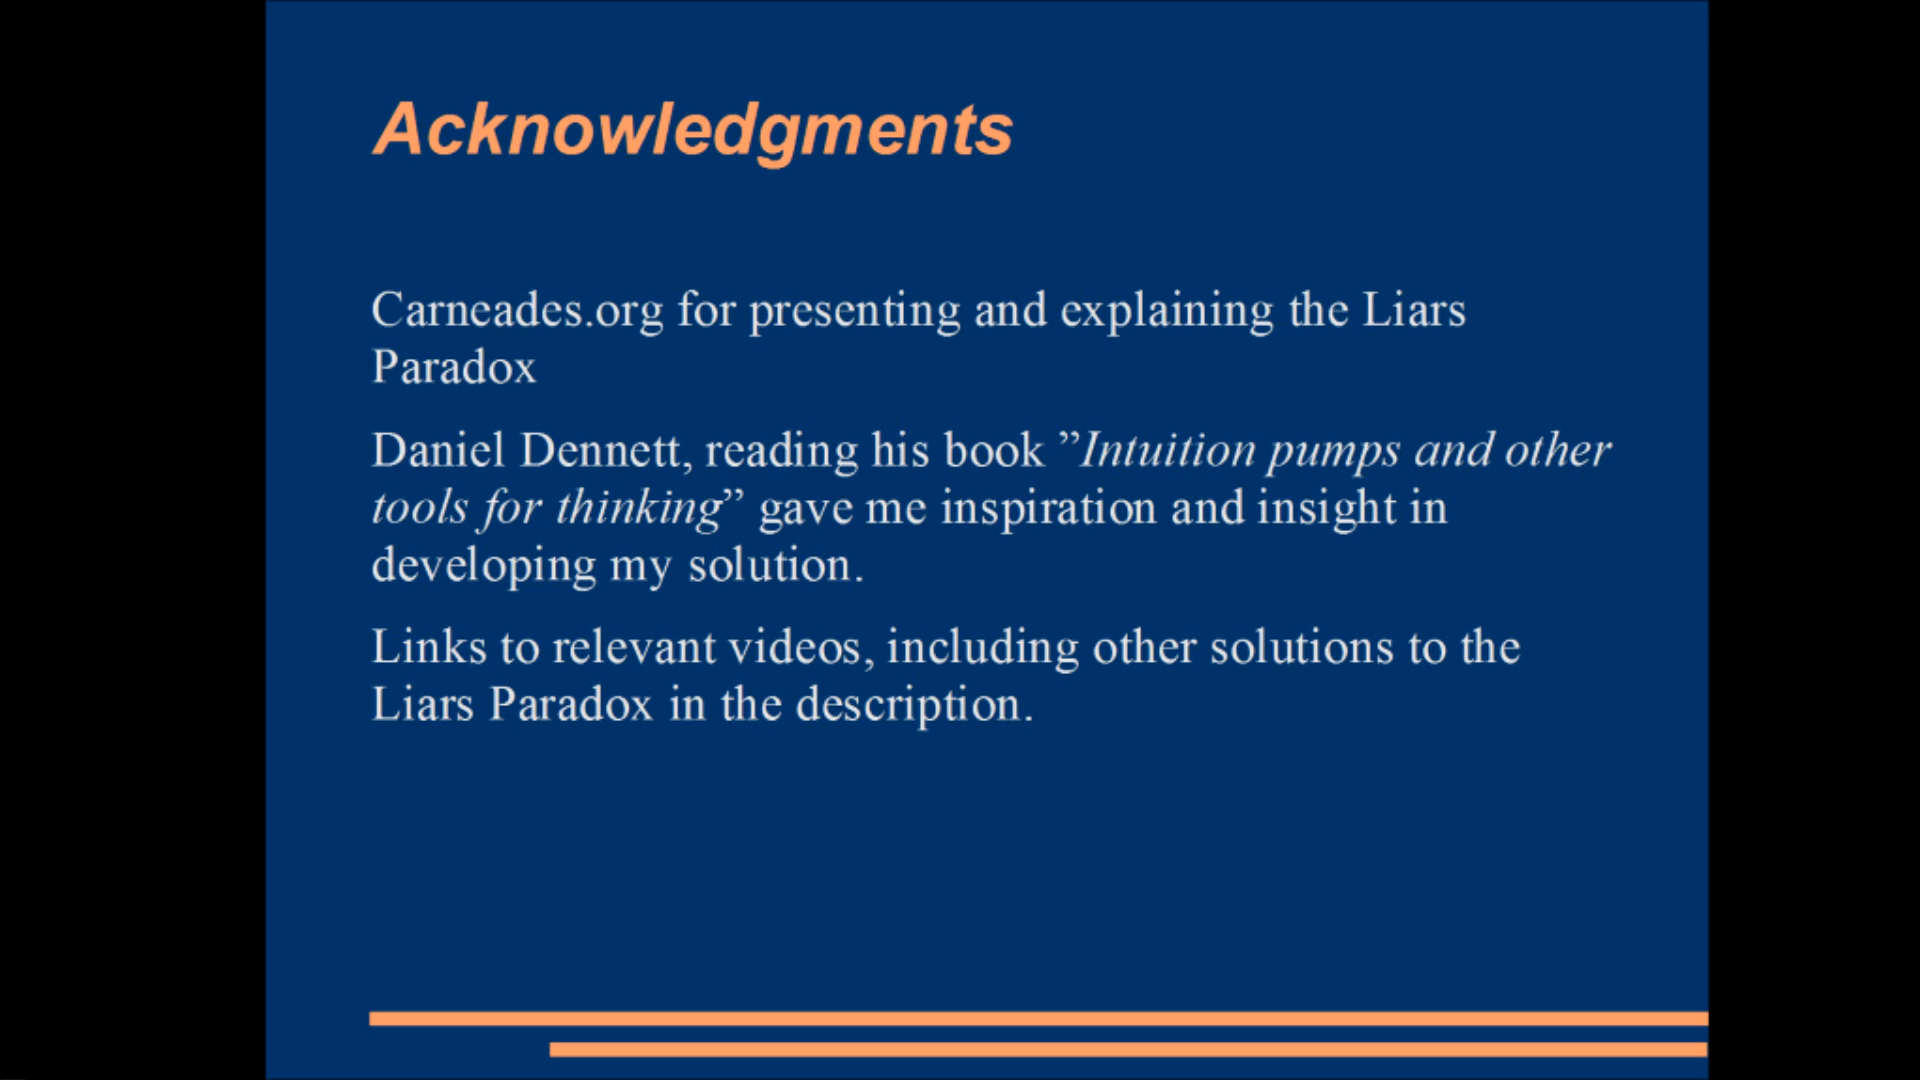 Acknowledgments
Carneades.org for presenting and explaining the Liars
Paradox
Daniel Dennett, reading his book ”Intuition pumps and other
tools for thinking” gave me inspiration and insight in
developing my solution.
Links to relevant videos, including other solutions to the
Liars Paradox in the description.